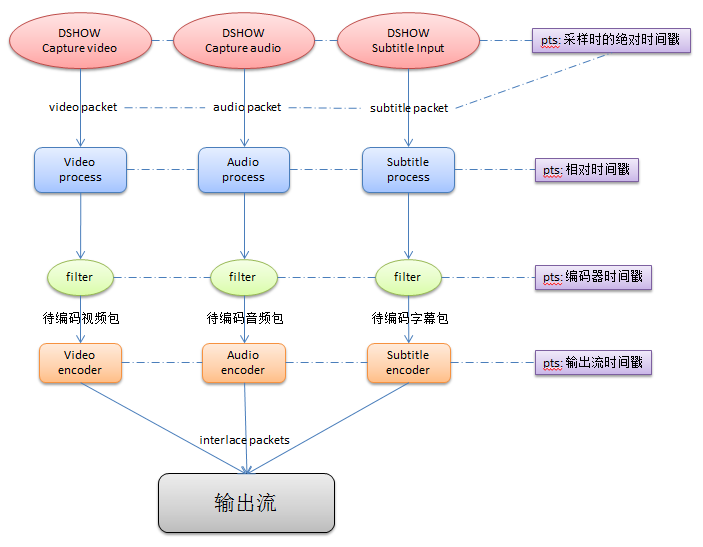 DSHOW
Capture video
DSHOW
Capture audio
DSHOW
Subtitle Input
pts: 采样时的绝对时间戳
video packet
audio packet
subtitle packet
Video
process
Audio
process
Subtitle
process
pts: 相对时间戳
filter
filter
filter
pts: 编码器时间戳
待编码视频包
待编码音频包
待编码字幕包
Video
encoder
Audio
encoder
Subtitle
encoder
pts: 输出流时间戳
interlace packets
输出流